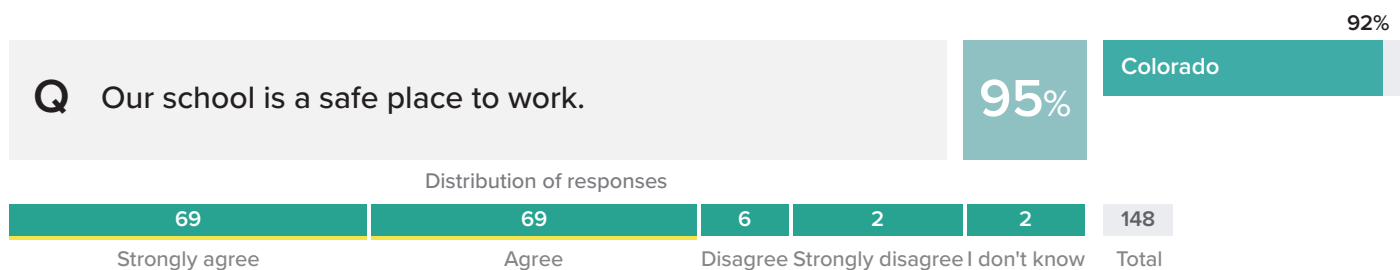 92%
Q Our school is a safe place to work.
95%
Colorado
Distribution of responses
69 69 6 2 2 148
Strongly agree Agree Disagree Strongly disagree I don't know Total